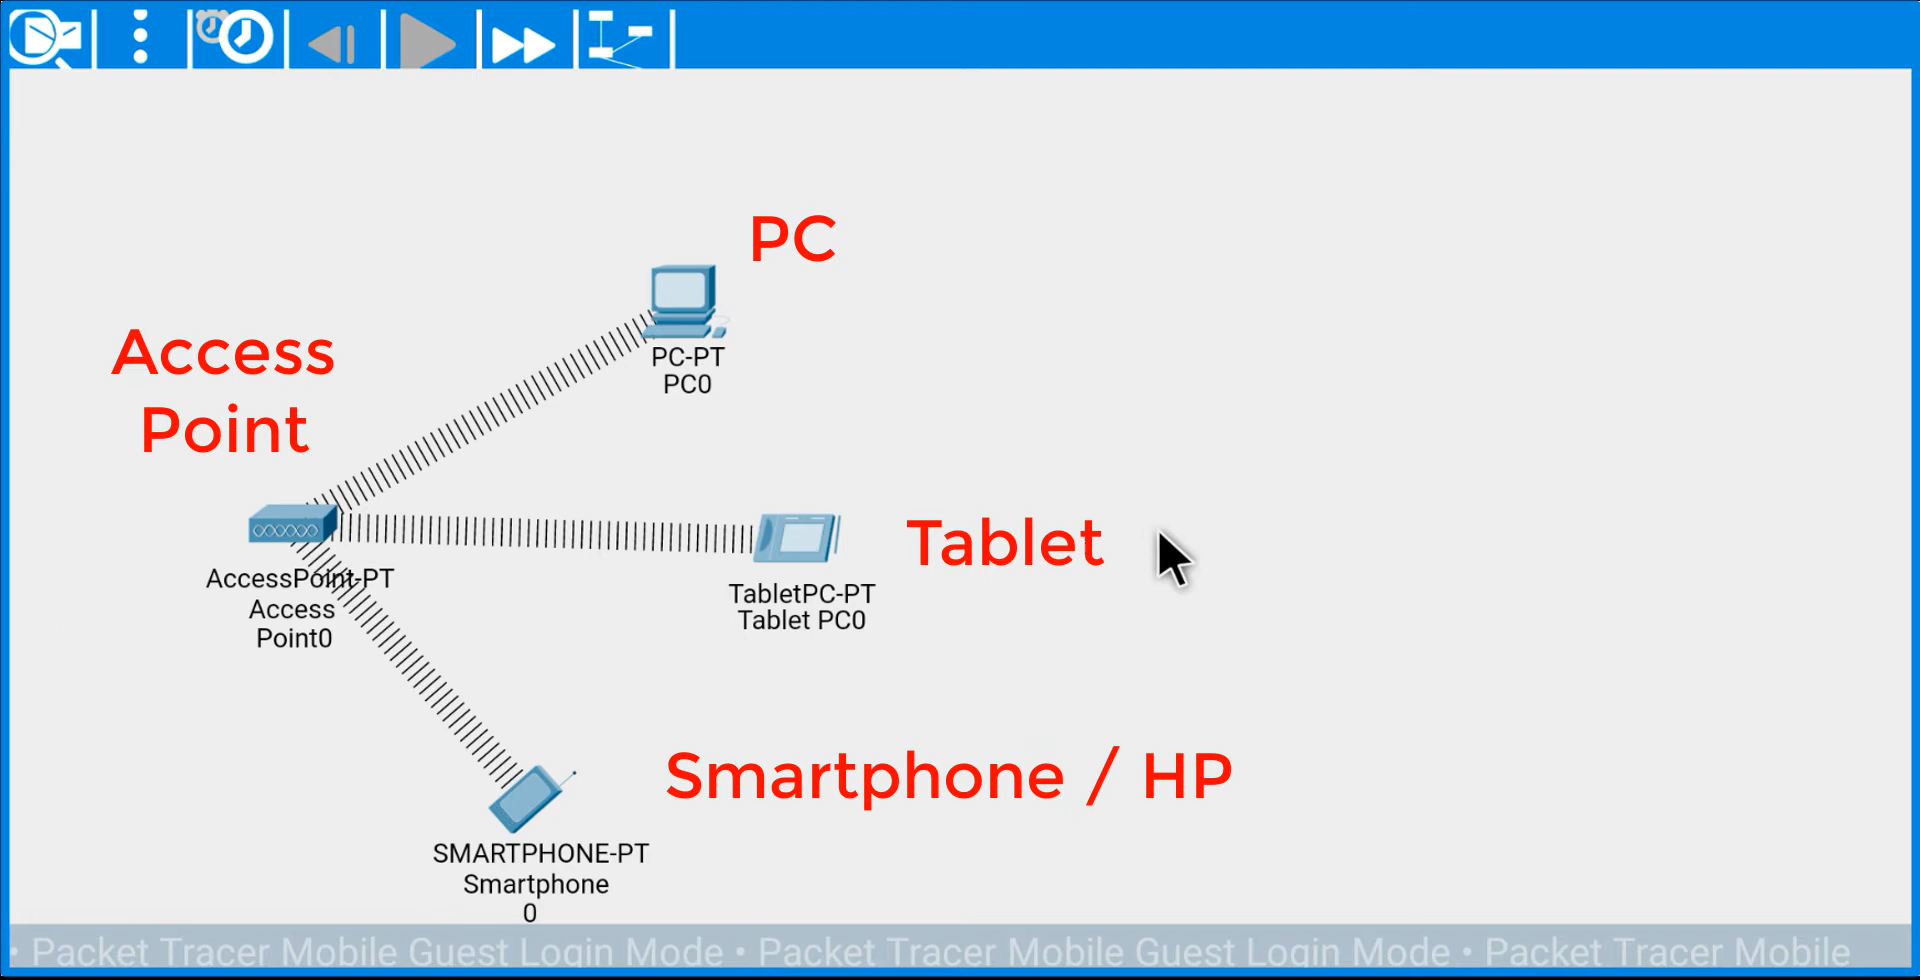 PC
PC-PT
PC0
Access
Point
AccessPoint-PT
Access
Point0
Tablet
TabletPC-PT
Tablet PC0
Smartphone / HP
SMARTPHONE-PT
Smartphone
0
• Packet Tracer Mobile Guest Login Mode • Packet Tracer Mobile Guest Login Mode • Packet Tracer Mobile